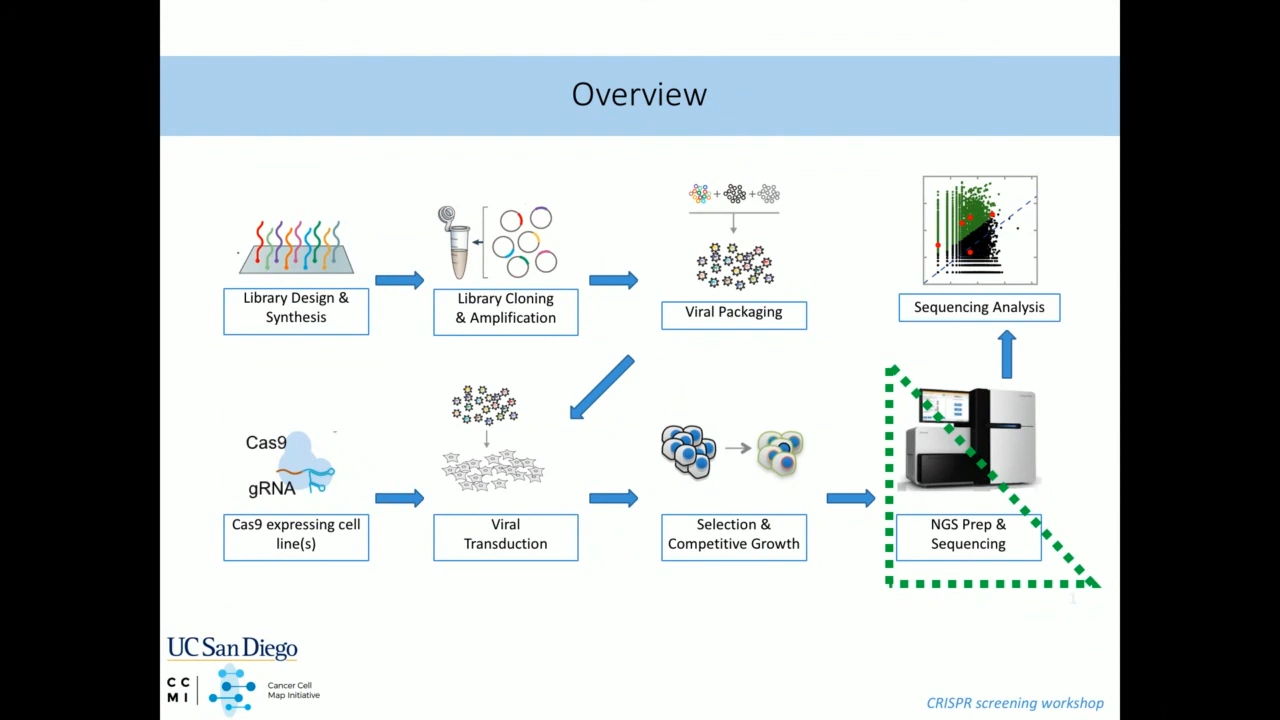 Overview
Library Design &
Synthesis
Library Cloning
& Amplification
+
+
Viral Packaging
Sequencing Analysis
Cas9
gRNA
Cas9 expressing cell
line(s)
Viral
Transduction
Selection &
Competitive Growth
NGS Prep &
Sequencing
1
UC San Diego
C C
M I
Cancer Cell
Map Initiative
CRISPR screening workshop